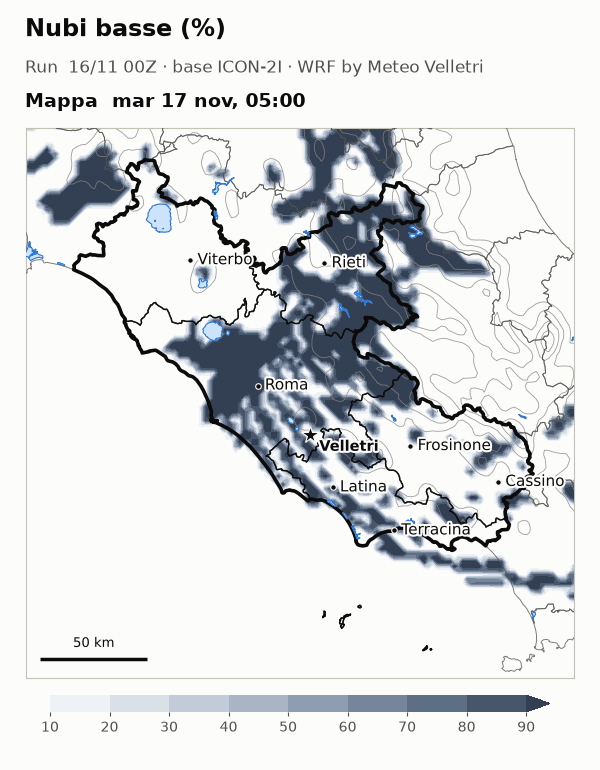 Nubi basse (%)
Run  16/11 00Z · base ICON-2I · WRF by Meteo Velletri
Mappa  mar 17 nov, 05:00
Viterbo
Rieti
Roma
Velletri
Frosinone
Latina
Cassino
Terracina
50 km
10 20 30 40 50 60 70 80 90